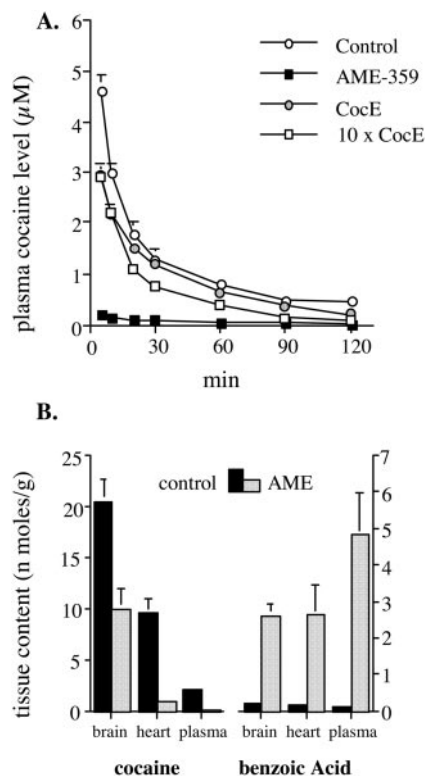 A.
6
5
4
3
2
1
0
plasma cocaine level (µM)
Control
AME-359
CocE
10 x CocE
0 30 60 90 120
min
B.
25
20
15
10
5
0
tissue content (n moles/g)
control AME
7
6
5
4
3
2
1
0
brain heart plasma brain heart plasma
cocaine benzoic Acid